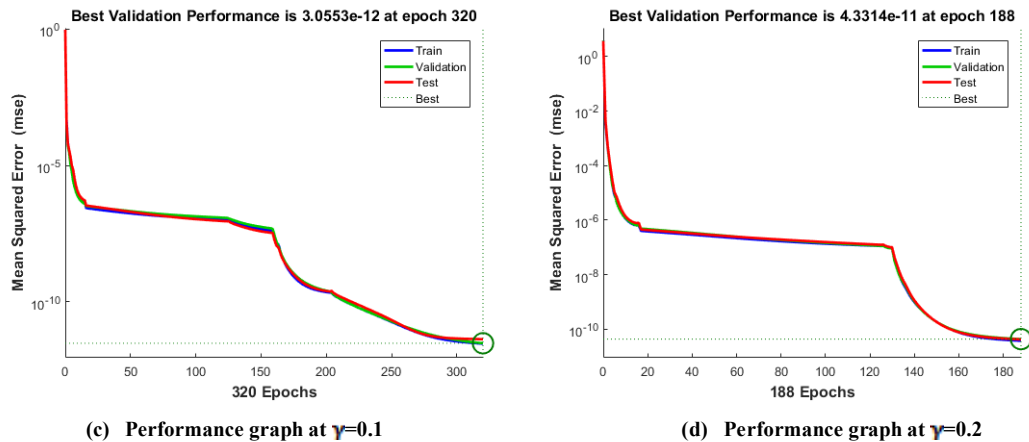 Best Validation Performance is 3.0553e-12 at epoch 320
10^0
10^-5
10^-10
Mean Squared Error (mse)
Train
Validation
Test
Best
0 50 100 150 200 250 300
320 Epochs
(c) Performance graph at γ=0.1
Best Validation Performance is 4.3314e-11 at epoch 188
10^0
10^-2
10^-4
10^-6
10^-8
10^-10
Mean Squared Error (mse)
Train
Validation
Test
Best
0 20 40 60 80 100 120 140 160 180
188 Epochs
(d) Performance graph at γ=0.2